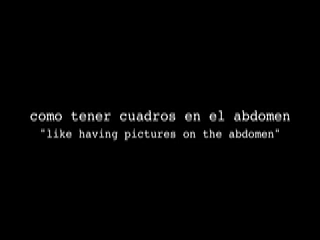 como tener cuadros en el abdomen
"like having pictures on the abdomen"